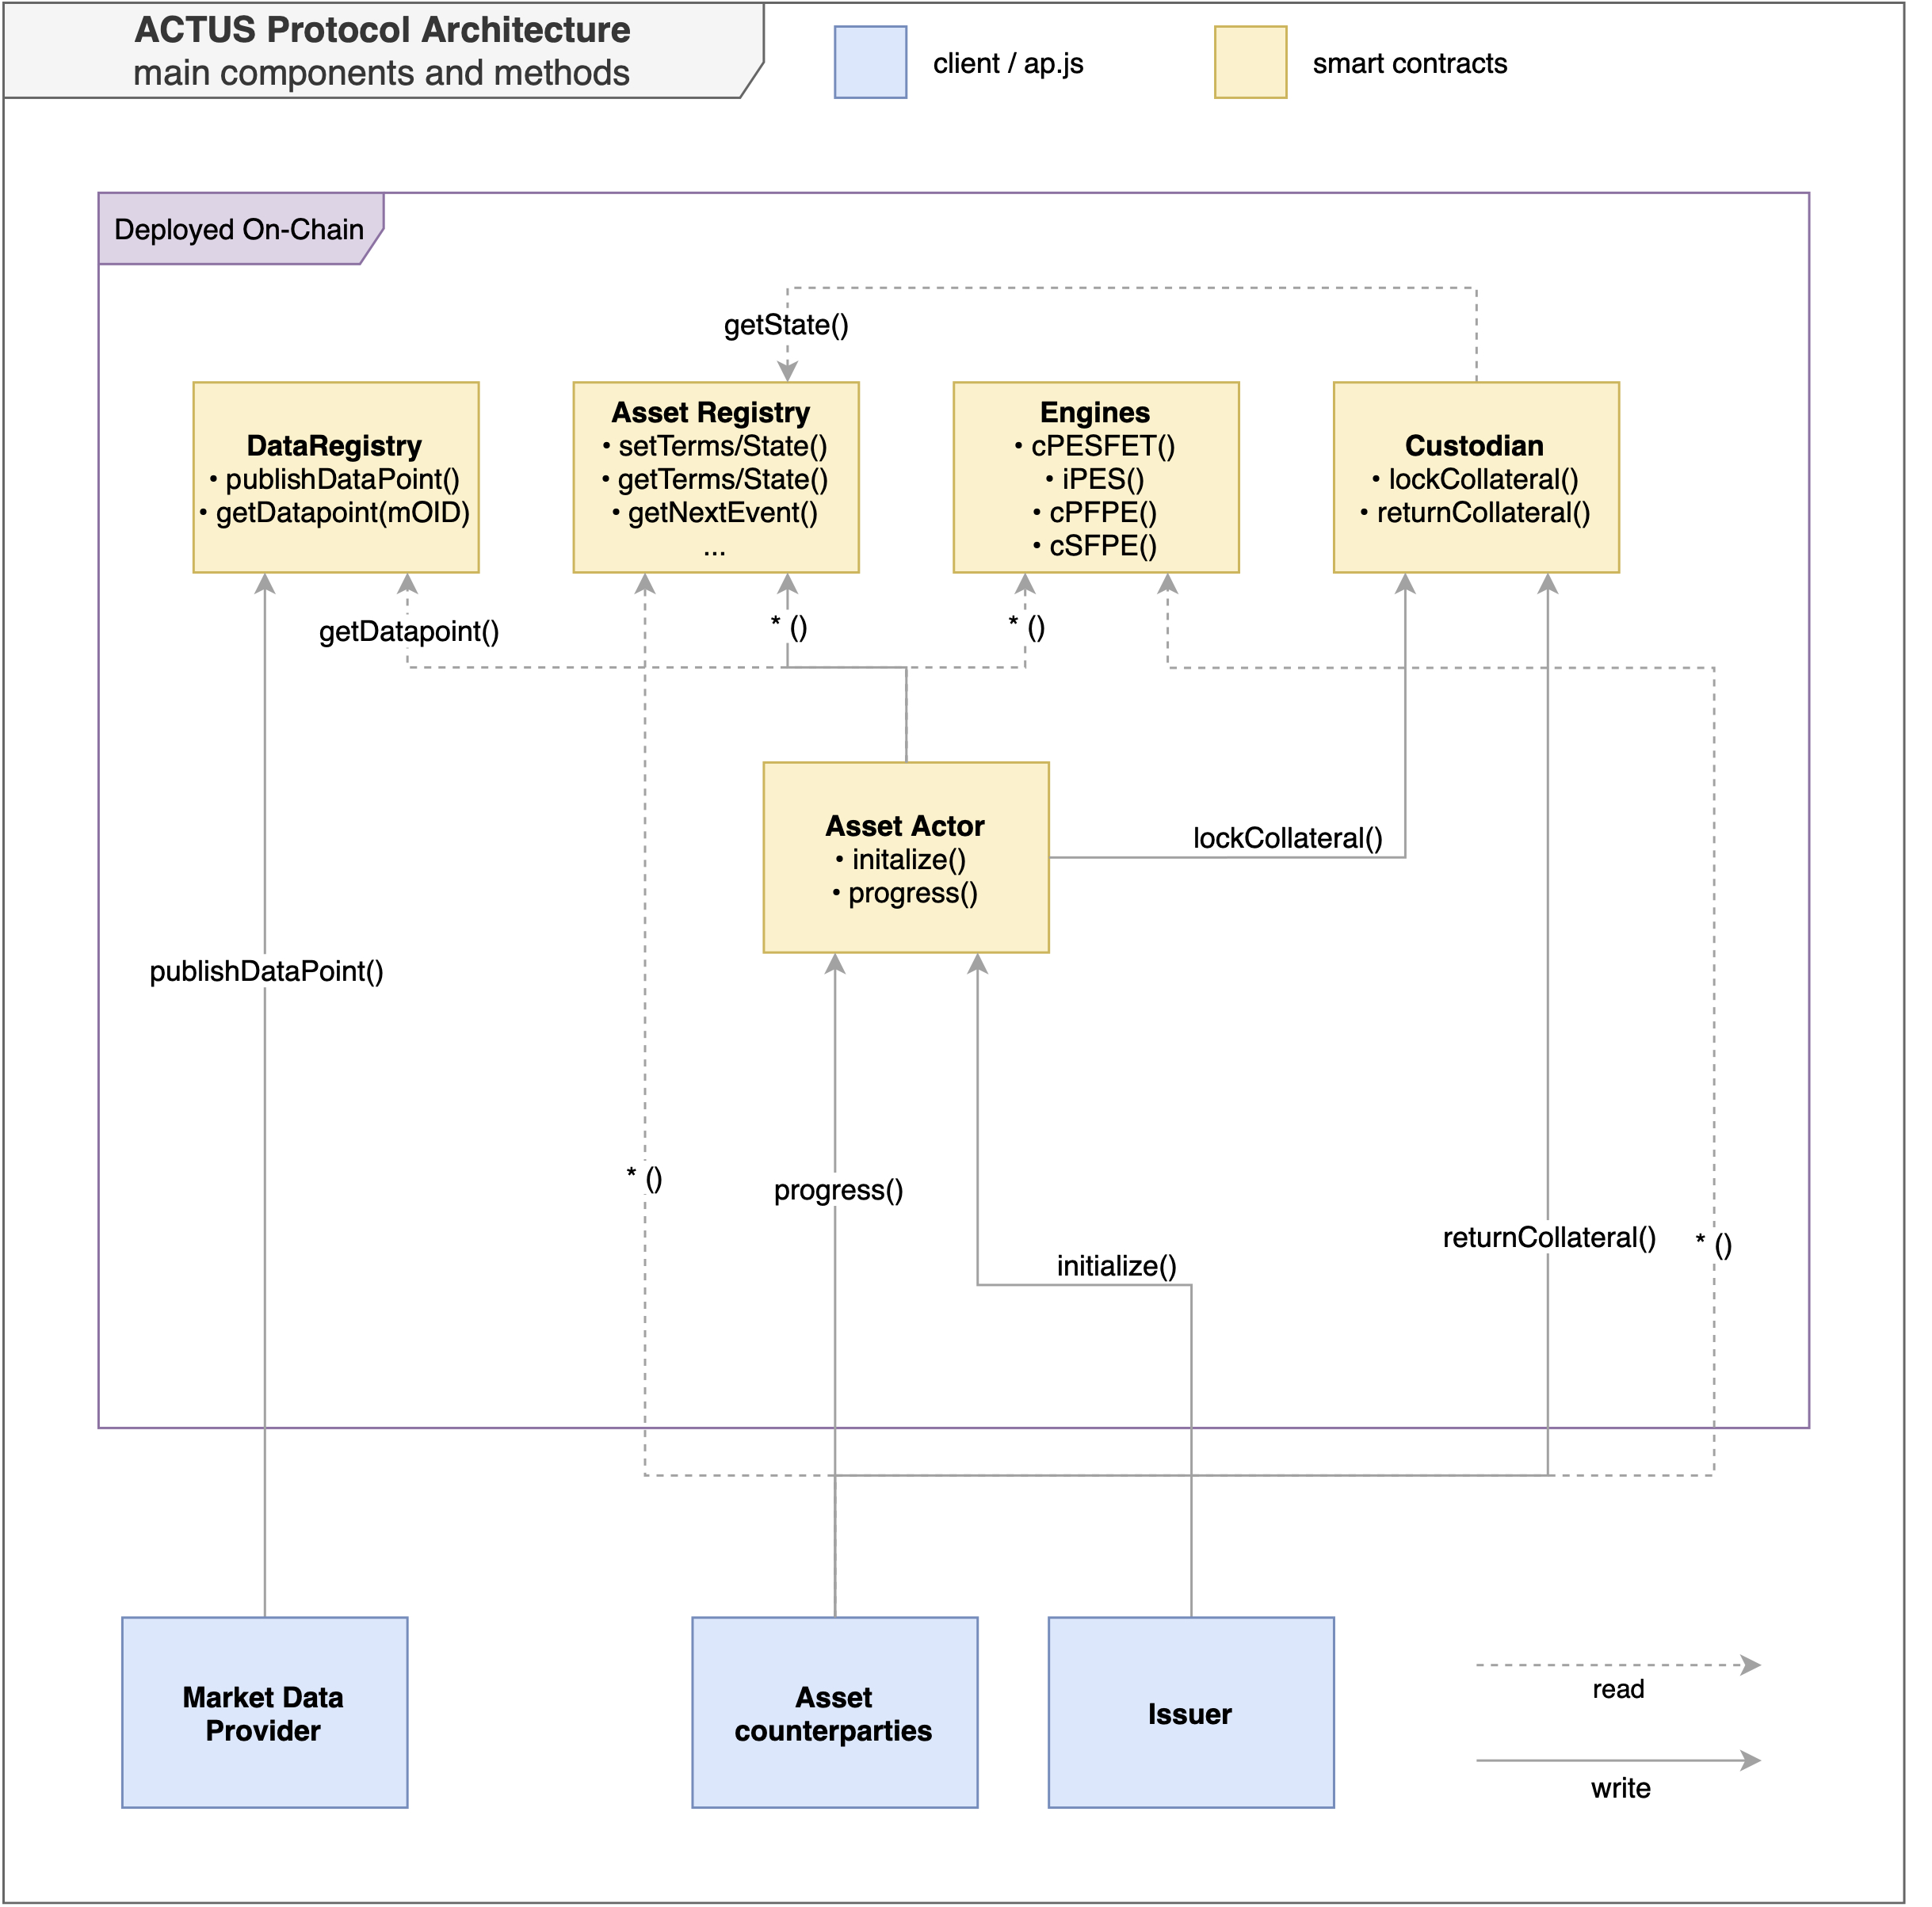 ACTUS Protocol Architecture
main components and methods
client / ap.js
smart contracts
Deployed On-Chain
getState()
DataRegistry
• publishDataPoint()
• getDatapoint(mOID)
Asset Registry
• setTerms/State()
• getTerms/State()
• getNextEvent()
...
Engines
• cPESFET()
• iPES()
• cPFPE()
• cSFPE()
Custodian
• lockCollateral()
• returnCollateral()
getDatapoint()
* ()
* ()
Asset Actor
• initalize()
• progress()
lockCollateral()
publishDataPoint()
* ()
progress()
initialize()
returnCollateral()
* ()
Market Data
Provider
Asset
counterparties
Issuer
read
write